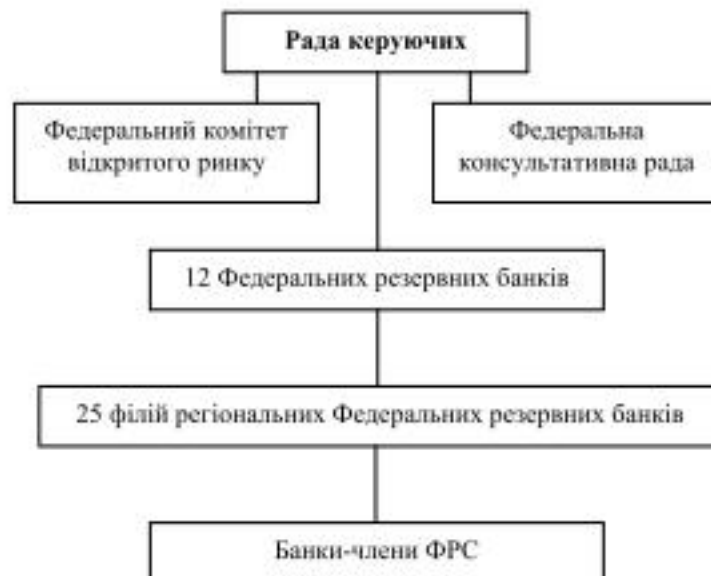 Рада керуючих
Федеральний комітет
відкритого ринку
Федеральна
консультативна рада
12 Федеральних резервних банків
25 філій регіональних Федеральних резервних банків
Банки-члени ФРС